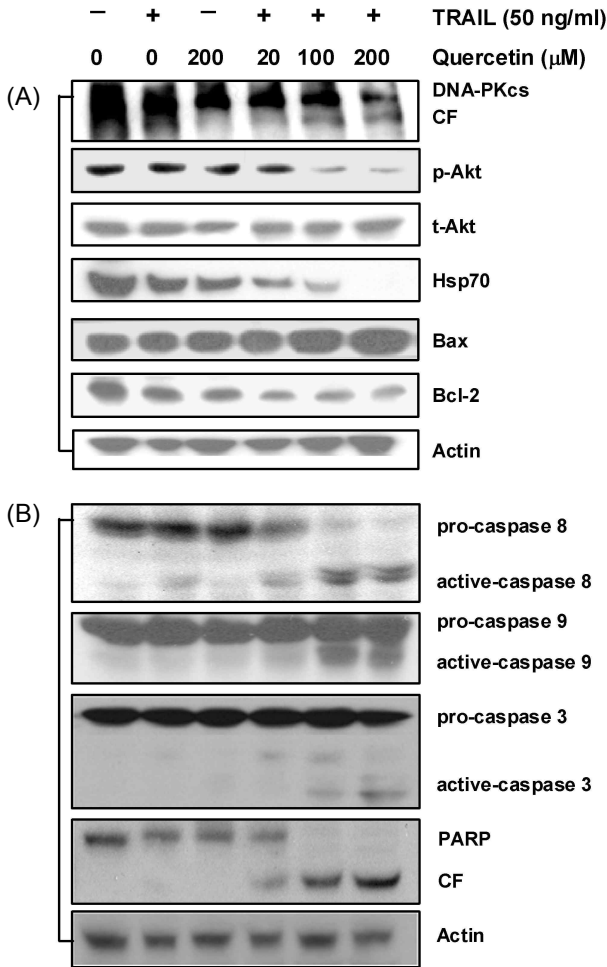 – + – + + + TRAIL (50 ng/ml)
0 0 200 20 100 200 Quercetin (μM)
(A)
DNA-PKcs
CF
p-Akt
t-Akt
Hsp70
Bax
Bcl-2
Actin
(B)
pro-caspase 8
active-caspase 8
pro-caspase 9
active-caspase 9
pro-caspase 3
active-caspase 3
PARP
CF
Actin